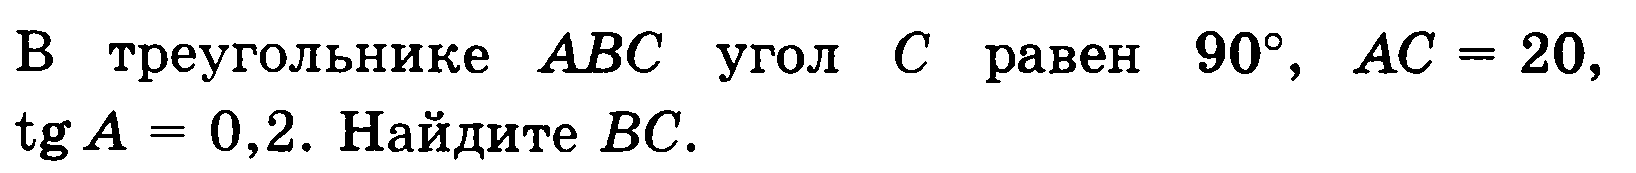 В треугольнике ABC угол C равен 90°, AC = 20,
tg A = 0,2. Найдите BC.